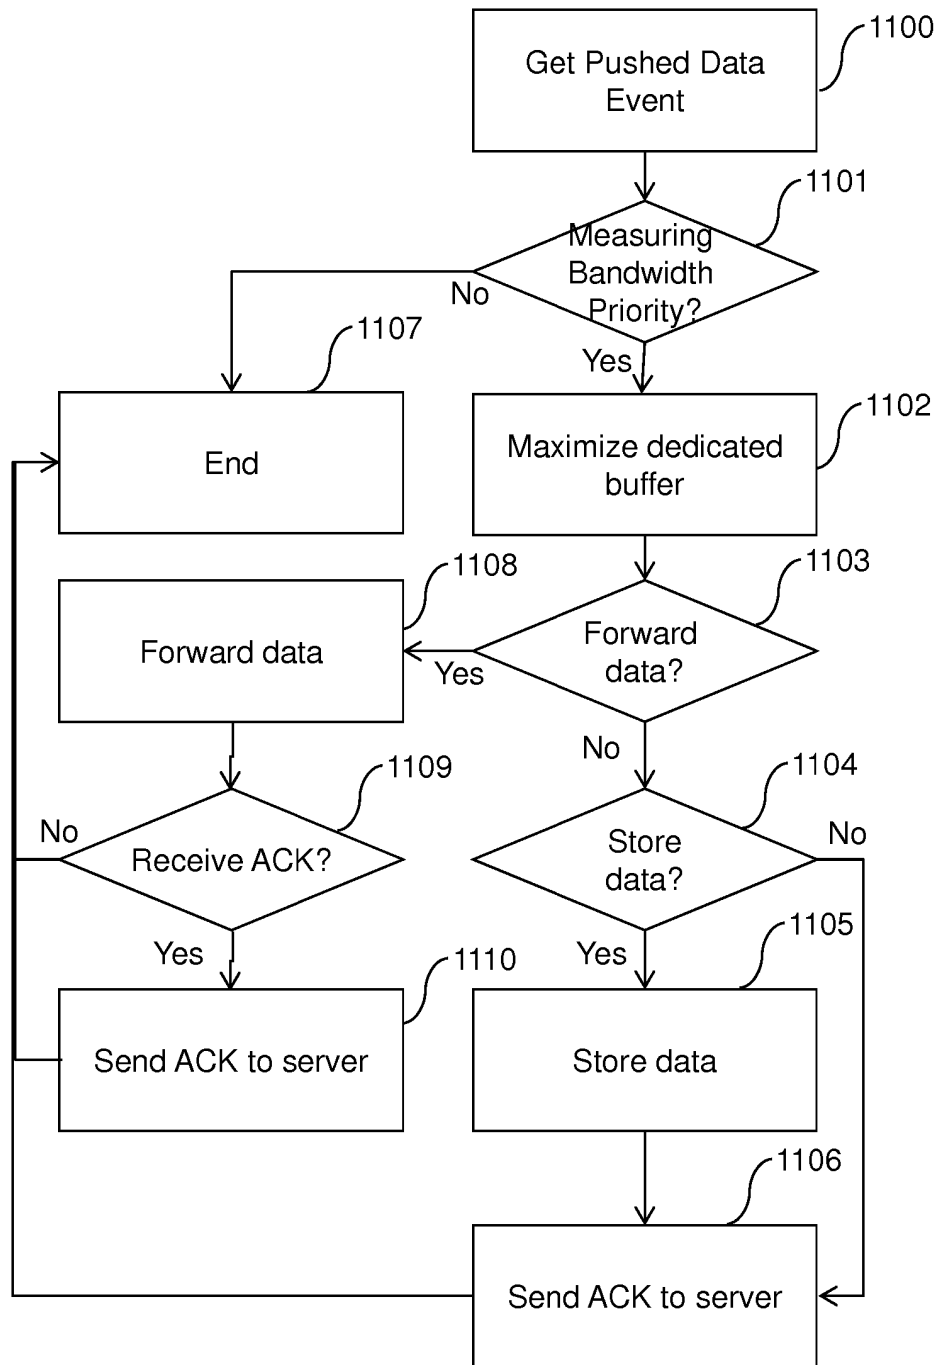 1100
Get Pushed Data
Event
1101
Measuring
Bandwidth
Priority?
No
Yes
1107
End
1102
Maximize dedicated
buffer
1103
Forward
data?
Yes
No
1108
Forward data
1109
Receive ACK?
No
Yes
1104
Store
data?
No
Yes
1110
Send ACK to server
1105
Store data
1106
Send ACK to server